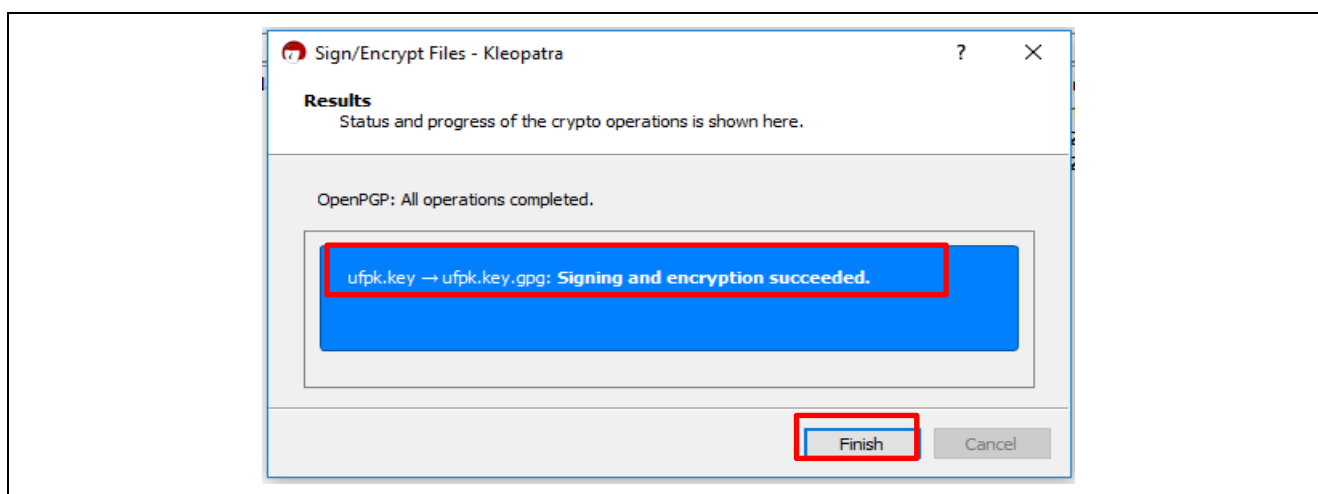 Sign/Encrypt Files - Kleopatra ?
Results
Status and progress of the crypto operations is shown here.
OpenPGP: All operations completed.
ufpk.key → ufpk.key.gpg: Signing and encryption succeeded.
Finish Cancel